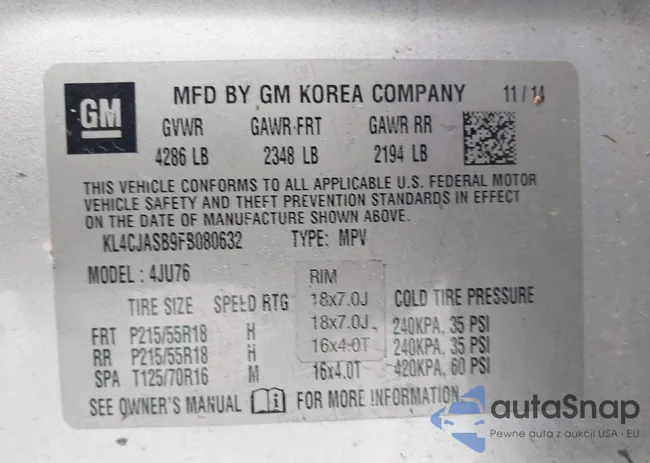 GM MFD BY GM KOREA COMPANY 11 / 14
GVWR GAWR FRT GAWR RR
4286 LB 2348 LB 2194 LB
THIS VEHICLE CONFORMS TO ALL APPLICABLE U.S. FEDERAL MOTOR
VEHICLE SAFETY AND THEFT PREVENTION STANDARDS IN EFFECT
ON THE DATE OF MANUFACTURE SHOWN ABOVE.
KL4CJASB9FB080632 TYPE: MPV
MODEL: 4JU76 RIM
TIRE SIZE SPEED RTG 18x7.0J COLD TIRE PRESSURE
18x7.0J
FRT P215/55R18 H 240KPA, 35 PSI
RR P215/55R18 H 16x4.0T 240KPA, 35 PSI
SPA T125/70R16 M 16x4.0T 420KPA, 60 PSI
SEE OWNER'S MANUAL i FOR MORE INFORMATION.
autaSnap
Pewne auta z aukcji USA · EU